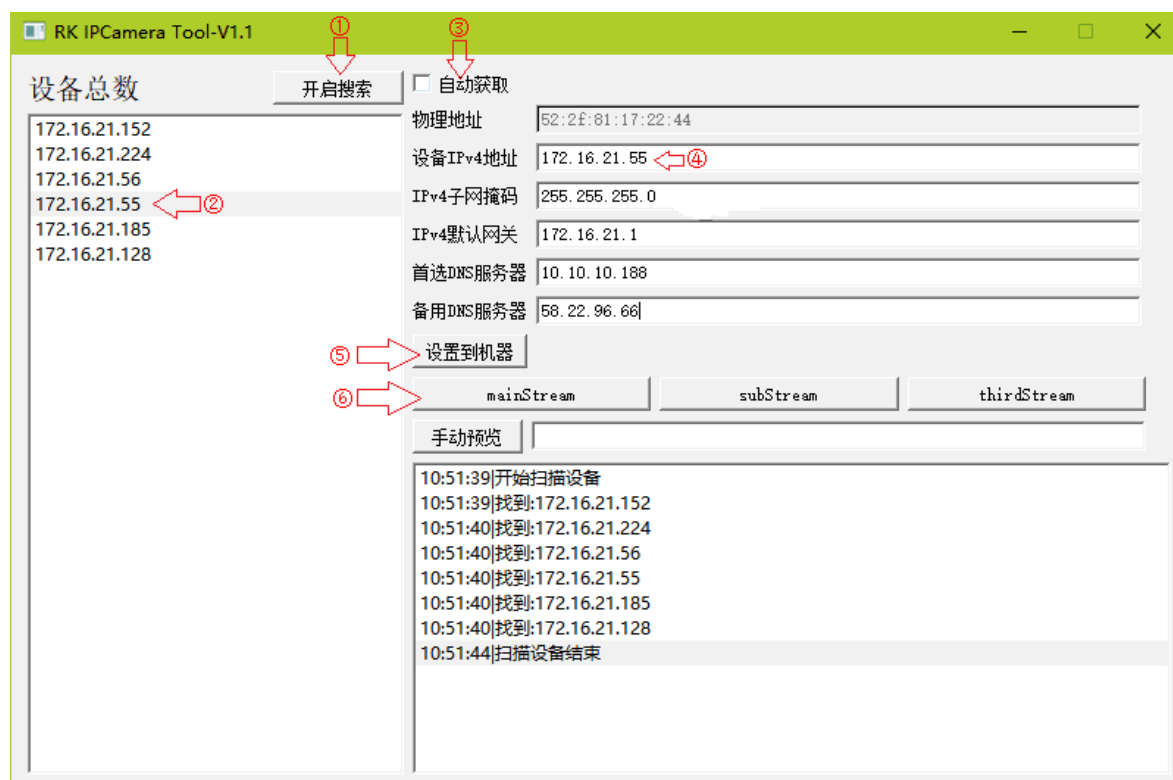 RK IPCamera Tool-V1.1
①
③
设备总数
开启搜索
自动获取
172.16.21.152
172.16.21.224
172.16.21.56
172.16.21.55 ②
172.16.21.185
172.16.21.128
物理地址 52:2f:81:17:22:44
设备IPv4地址 172.16.21.55 ④
IPv4子网掩码 255.255.255.0
IPv4默认网关 172.16.21.1
首选DNS服务器 10.10.10.188
备用DNS服务器 58.22.96.66
⑤ 设置到机器
⑥ mainStream subStream thirdStream
手动预览
10:51:39|开始扫描设备
10:51:39|找到:172.16.21.152
10:51:40|找到:172.16.21.224
10:51:40|找到:172.16.21.56
10:51:40|找到:172.16.21.55
10:51:40|找到:172.16.21.185
10:51:40|找到:172.16.21.128
10:51:44|扫描设备结束